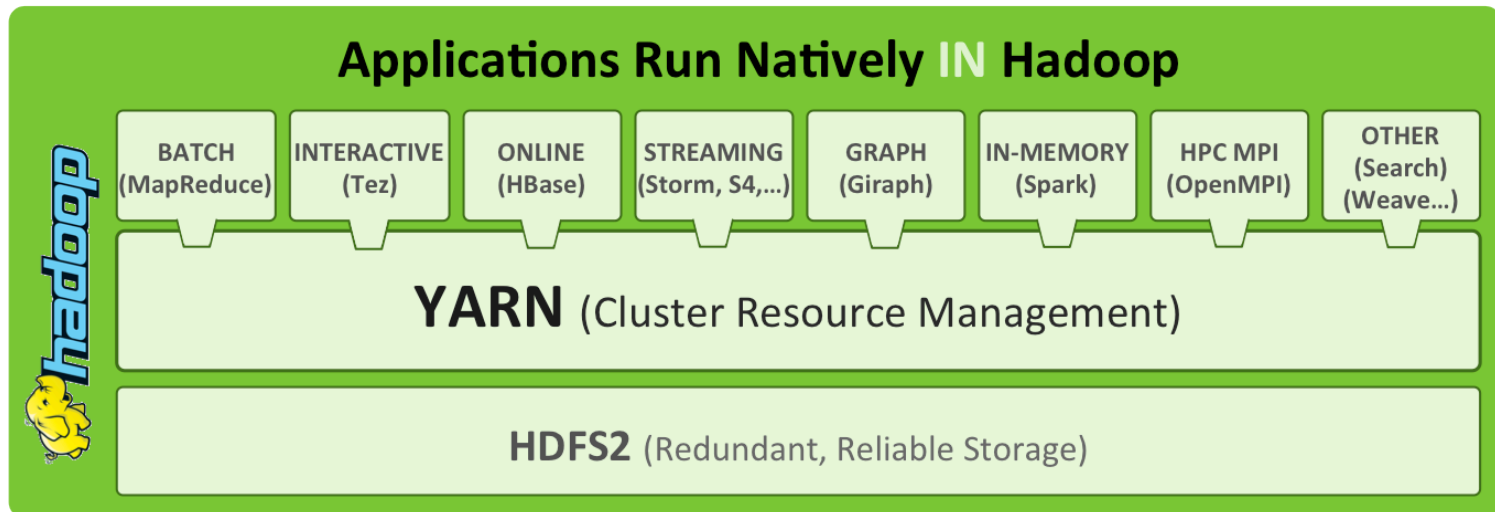 Applications Run Natively IN Hadoop
BATCH
(MapReduce)
INTERACTIVE
(Tez)
ONLINE
(HBase)
STREAMING
(Storm, S4,...)
GRAPH
(Giraph)
IN-MEMORY
(Spark)
HPC MPI
(OpenMPI)
OTHER
(Search)
(Weave...)
hadoop
YARN (Cluster Resource Management)
HDFS2 (Redundant, Reliable Storage)